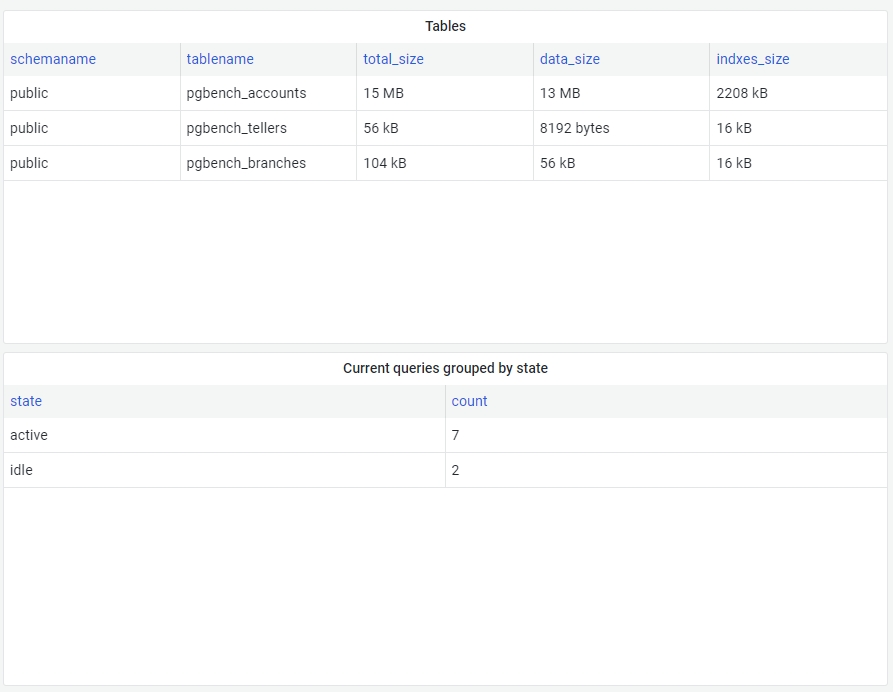 Tables
schemaname tablename total_size data_size indxes_size
public pgbench_accounts 15 MB 13 MB 2208 kB
public pgbench_tellers 56 kB 8192 bytes 16 kB
public pgbench_branches 104 kB 56 kB 16 kB
Current queries grouped by state
state count
active 7
idle 2